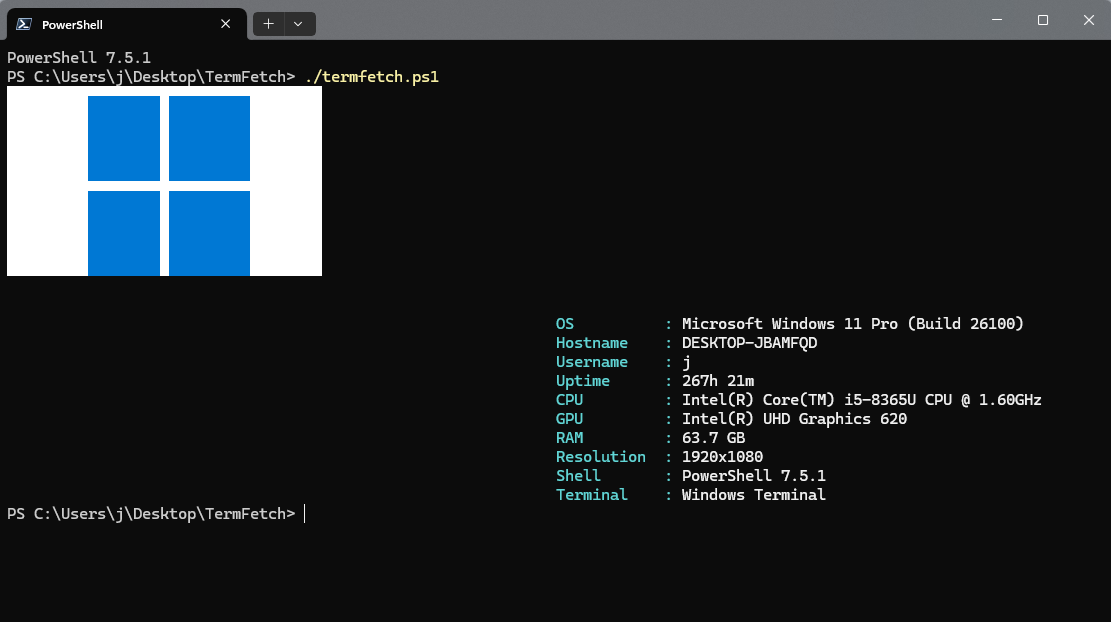 PowerShell
PowerShell 7.5.1
PS C:\Users\j\Desktop\TermFetch> ./termfetch.ps1
OS : Microsoft Windows 11 Pro (Build 26100)
Hostname : DESKTOP-JBAMFQD
Username : j
Uptime : 267h 21m
CPU : Intel(R) Core(TM) i5-8365U CPU @ 1.60GHz
GPU : Intel(R) UHD Graphics 620
RAM : 63.7 GB
Resolution : 1920x1080
Shell : PowerShell 7.5.1
Terminal : Windows Terminal
PS C:\Users\j\Desktop\TermFetch>